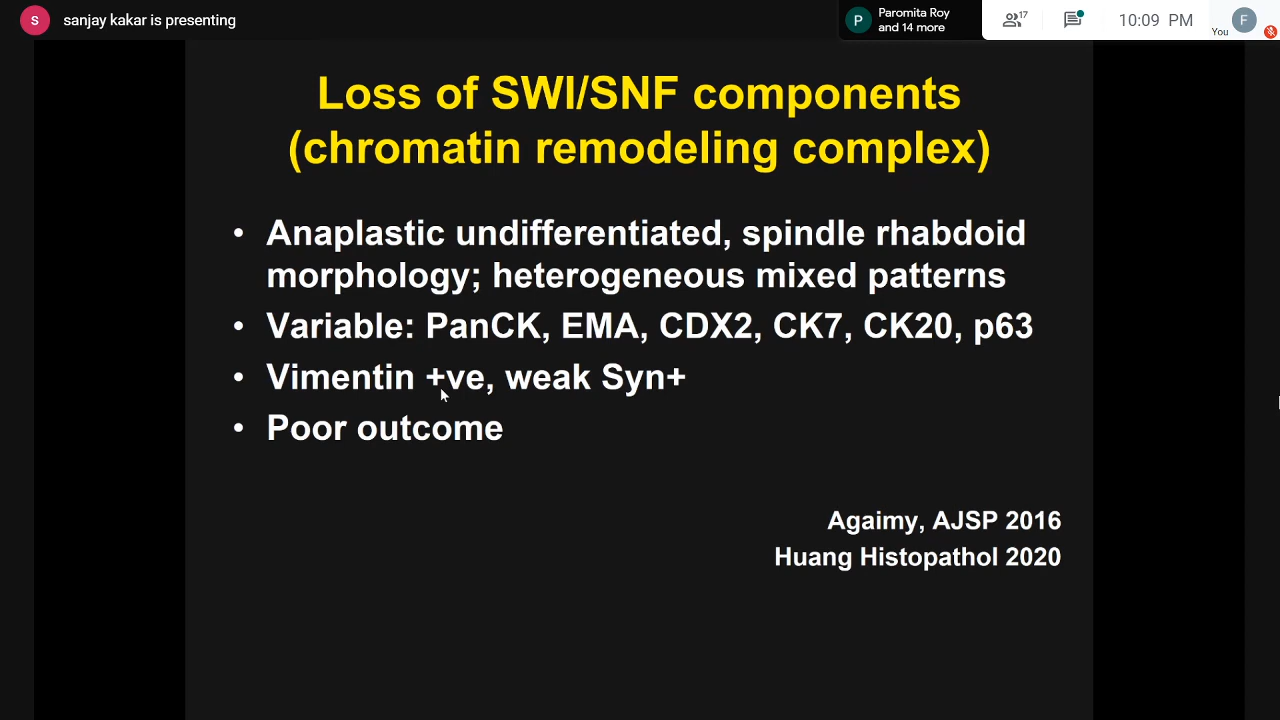 S sanjay kakar is presenting
P Paromita Roy
and 14 more
17
10:09 PM
You
F
Loss of SWI/SNF components
(chromatin remodeling complex)
• Anaplastic undifferentiated, spindle rhabdoid
morphology; heterogeneous mixed patterns
• Variable: PanCK, EMA, CDX2, CK7, CK20, p63
• Vimentin +ve, weak Syn+
• Poor outcome
Agaimy, AJSP 2016
Huang Histopathol 2020